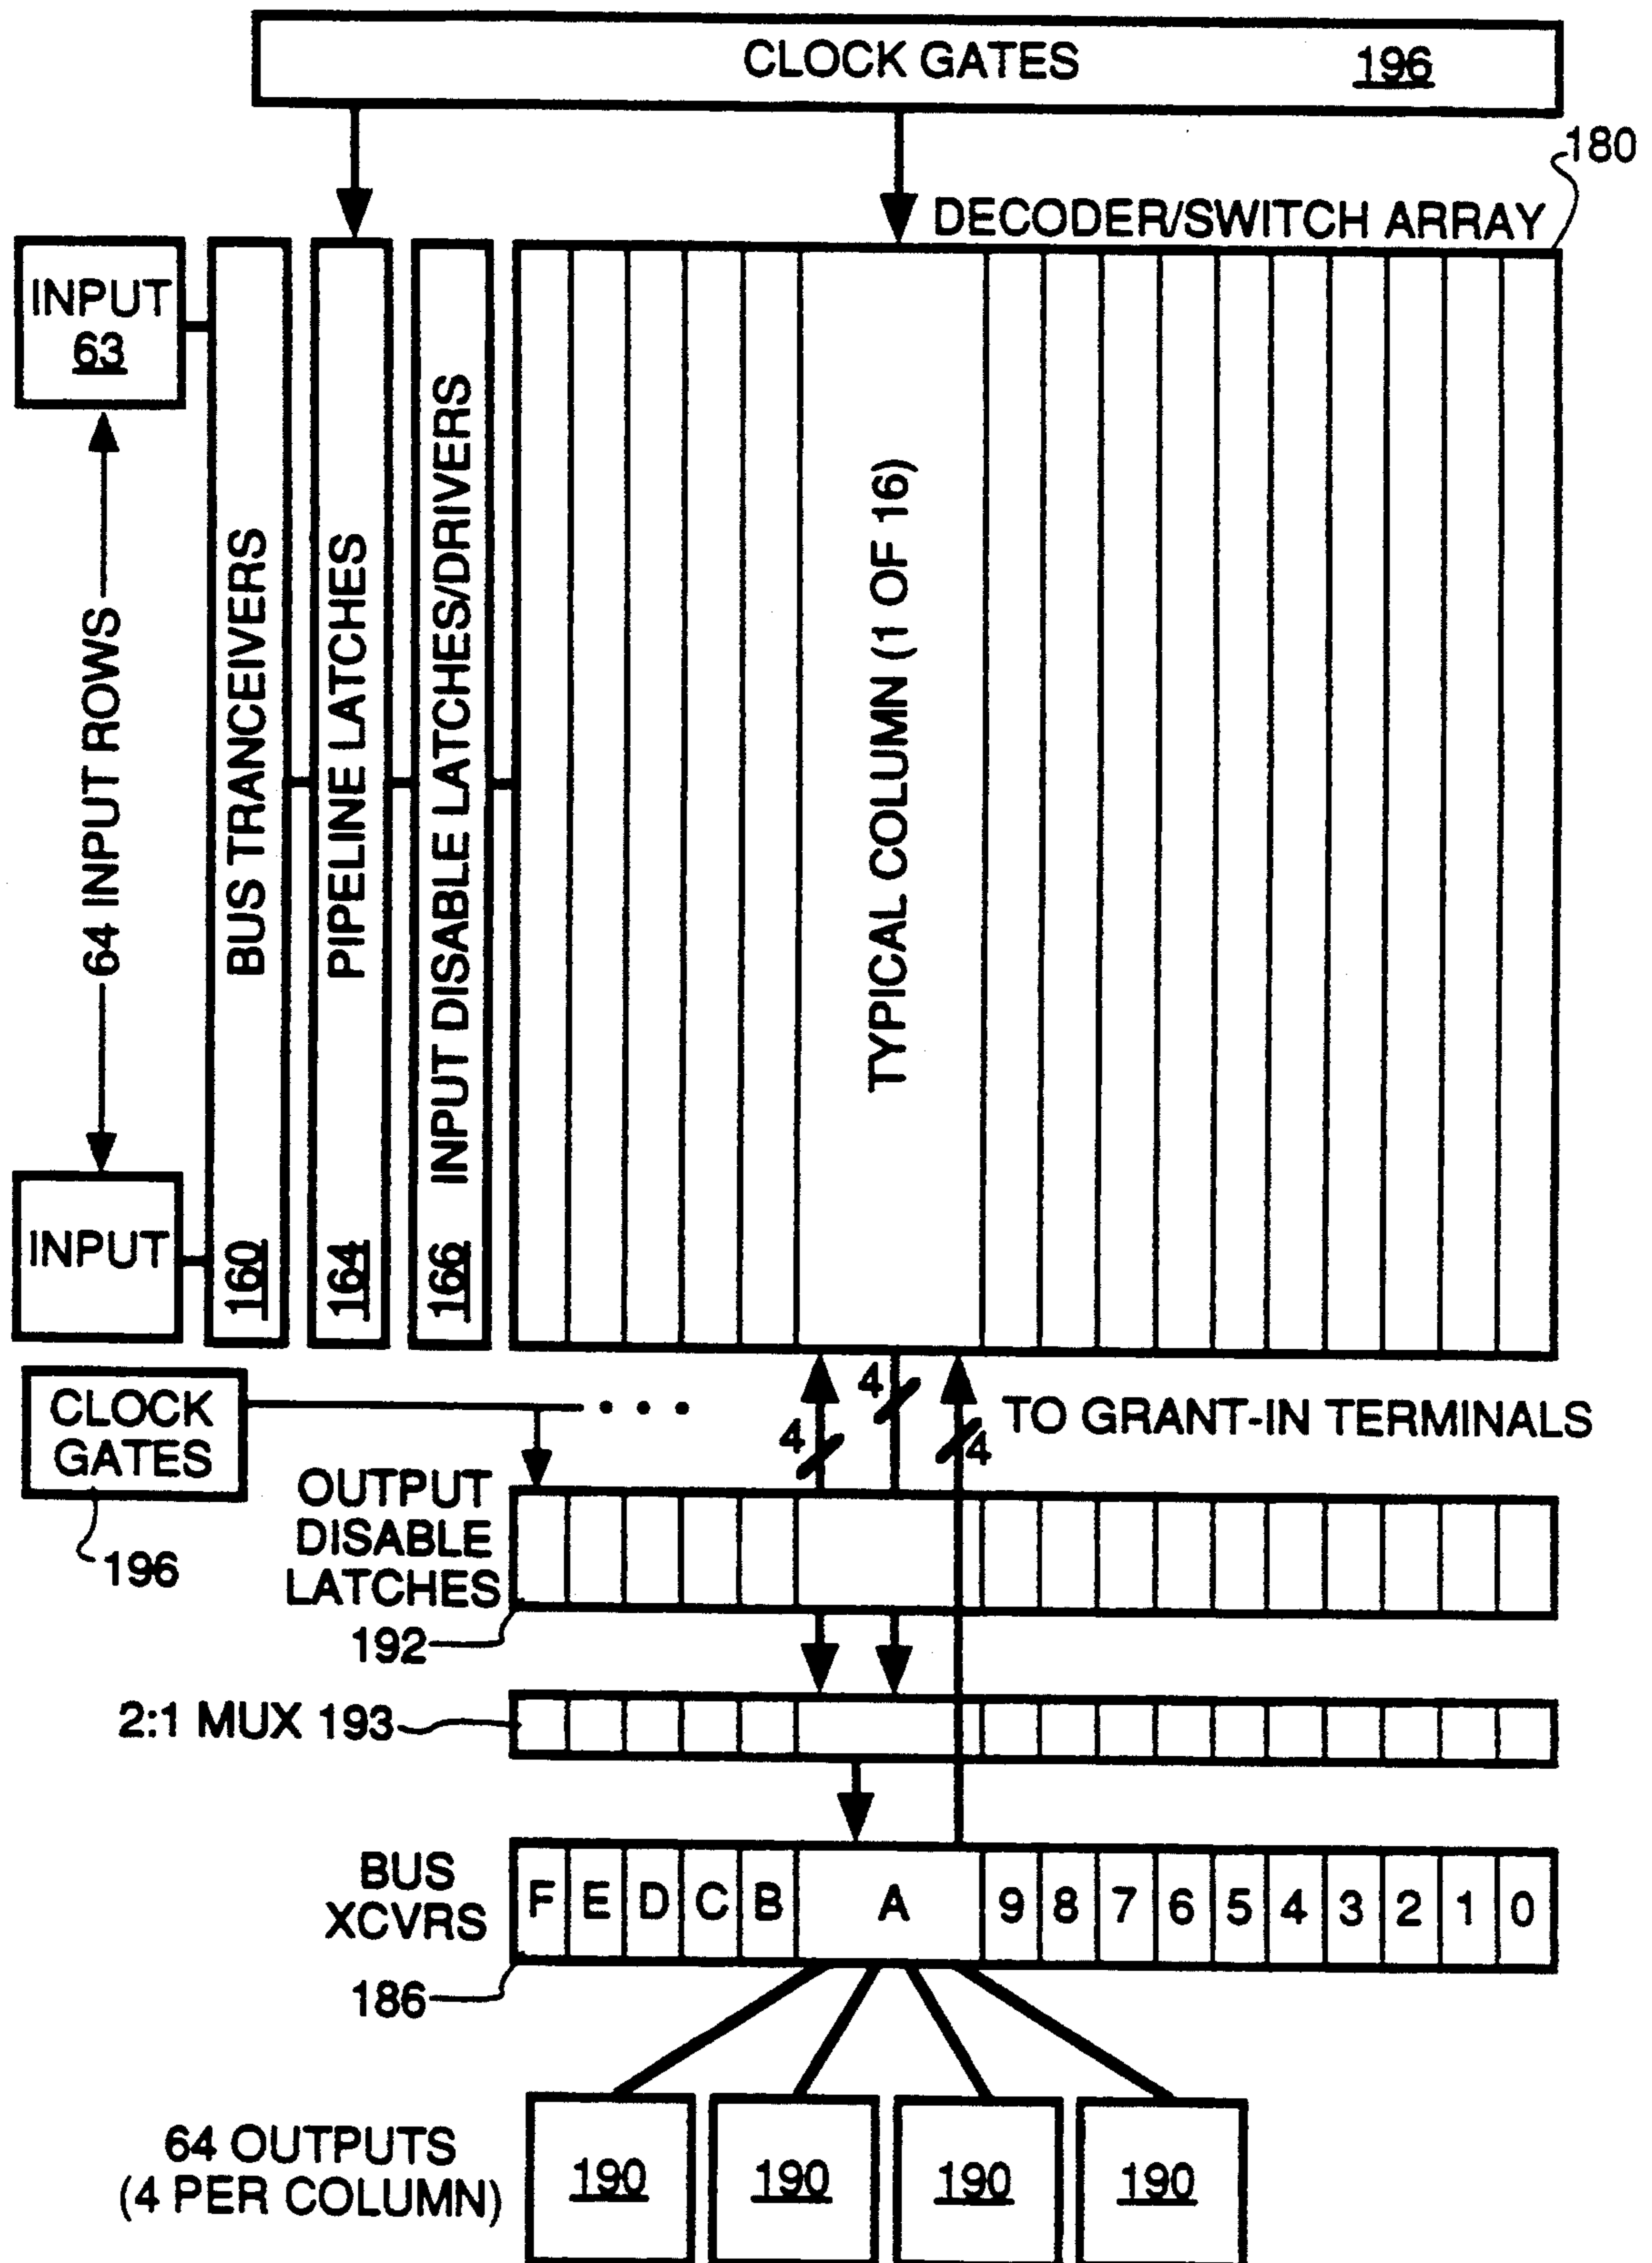 CLOCK GATES 196
180
DECODER/SWITCH ARRAY
INPUT
63
64 INPUT ROWS
INPUT
BUS TRANCEIVERS
160
PIPELINE LATCHES
164
166 INPUT DISABLE LATCHES/DRIVERS
TYPICAL COLUMN (1 OF 16)
CLOCK
GATES
196
• • •
4
4
4
TO GRANT-IN TERMINALS
OUTPUT
DISABLE
LATCHES
192
2:1 MUX 193
BUS
XCVRS
186
F E D C B A 9 8 7 6 5 4 3 2 1 0
64 OUTPUTS
(4 PER COLUMN)
190 190 190 190